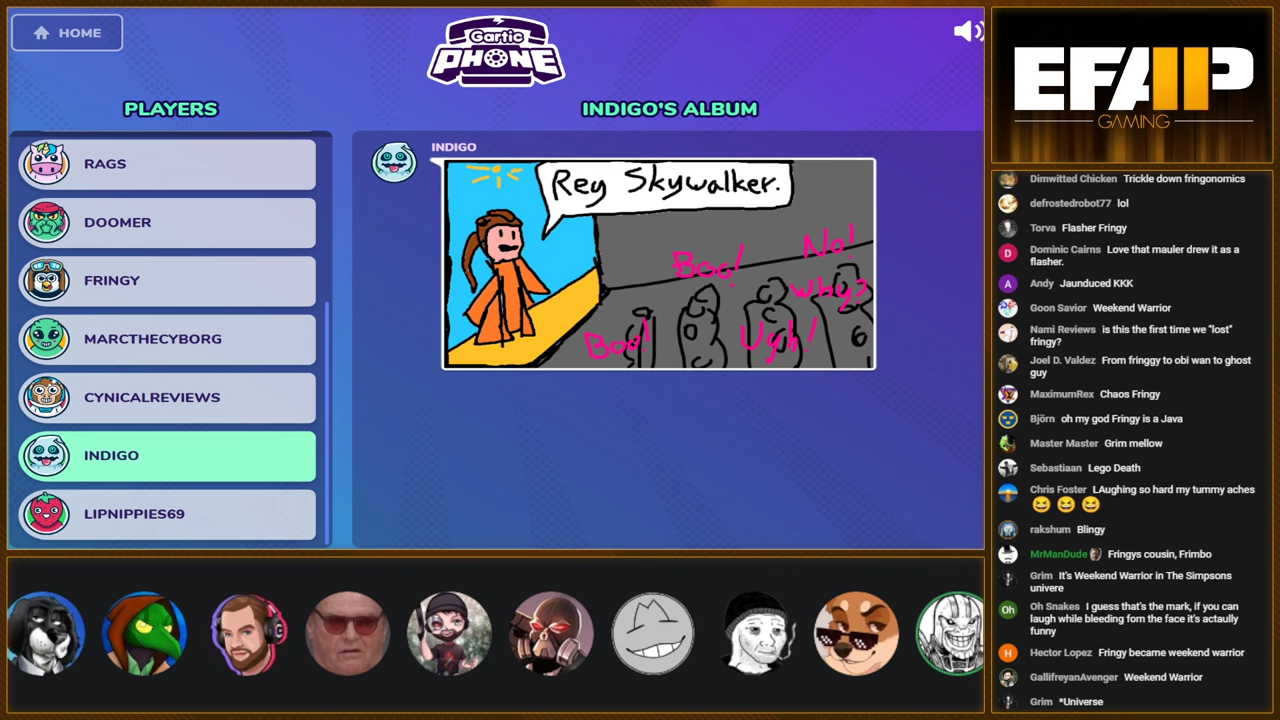 HOME
Gartic
PHONE
PLAYERS
INDIGO'S ALBUM
RAGS
DOOMER
FRINGY
MARCTHECYBORG
CYNICALREVIEWS
INDIGO
LIPNIPPIES69
INDIGO
Rey Skywalker.
Boo!
No!
Why?
Boo!
Ugh!
EFAP
GAMING
Dimwitted Chicken Trickle down fringonomics
defrostedrobot77 lol
Torva Flasher Fringy
D Dominic Cairns Love that mauler drew it as a
flasher.
A Andy Jaunduced KKK
Goon Savior Weekend Warrior
Nami Reviews is this the first time we "lost"
fringy?
Joel D. Valdez From fringgy to obi wan to ghost
guy
MaximumRex Chaos Fringy
Björn oh my god Fringy is a Java
Master Master Grim mellow
Sebastiaan Lego Death
Chris Foster LAughing so hard my tummy aches
rakshum Blingy
MrManDude Fringys cousin, Frimbo
Grim It's Weekend Warrior in The Simpsons
univere
Oh Oh Snakes I guess that's the mark, if you can
laugh while bleeding fom the face it's actaully
funny
H Hector Lopez Fringy became weekend warrior
GallifreyanAvenger Weekend Warrior
Grim *Universe